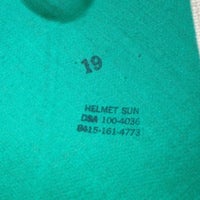 19
HELMET SUN
DSA 100-4036
8415-161-4773